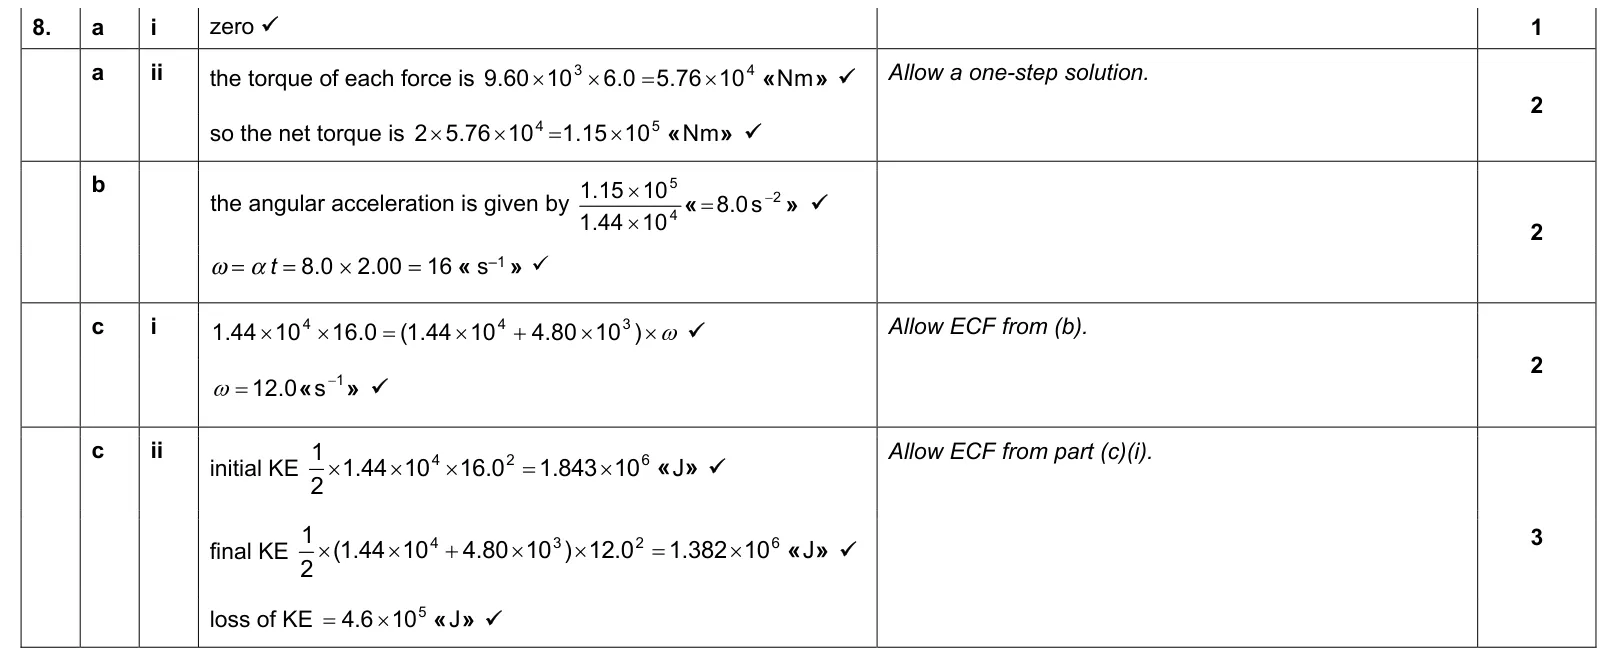 8. a i zero ✓ 1
a ii the torque of each force is 9.60×10³×6.0=5.76×10⁴ «Nm» ✓ Allow a one-step solution.
2
so the net torque is 2×5.76×10⁴=1.15×10⁵ «Nm» ✓
b
the angular acceleration is given by 1.15×10⁵/1.44×10⁴ «=8.0s⁻²» ✓
2
ω= α t = 8.0 × 2.00 = 16 « s⁻¹ » ✓
c i 1.44×10⁴×16.0=(1.44×10⁴+4.80×10³)×ω ✓ Allow ECF from (b).
2
ω=12.0«s⁻¹» ✓
c ii initial KE 1/2×1.44×10⁴×16.0²=1.843×10⁶ «J» ✓ Allow ECF from part (c)(i).
final KE 1/2×(1.44×10⁴+4.80×10³)×12.0²=1.382×10⁶ «J» ✓ 3
loss of KE =4.6×10⁵ «J» ✓